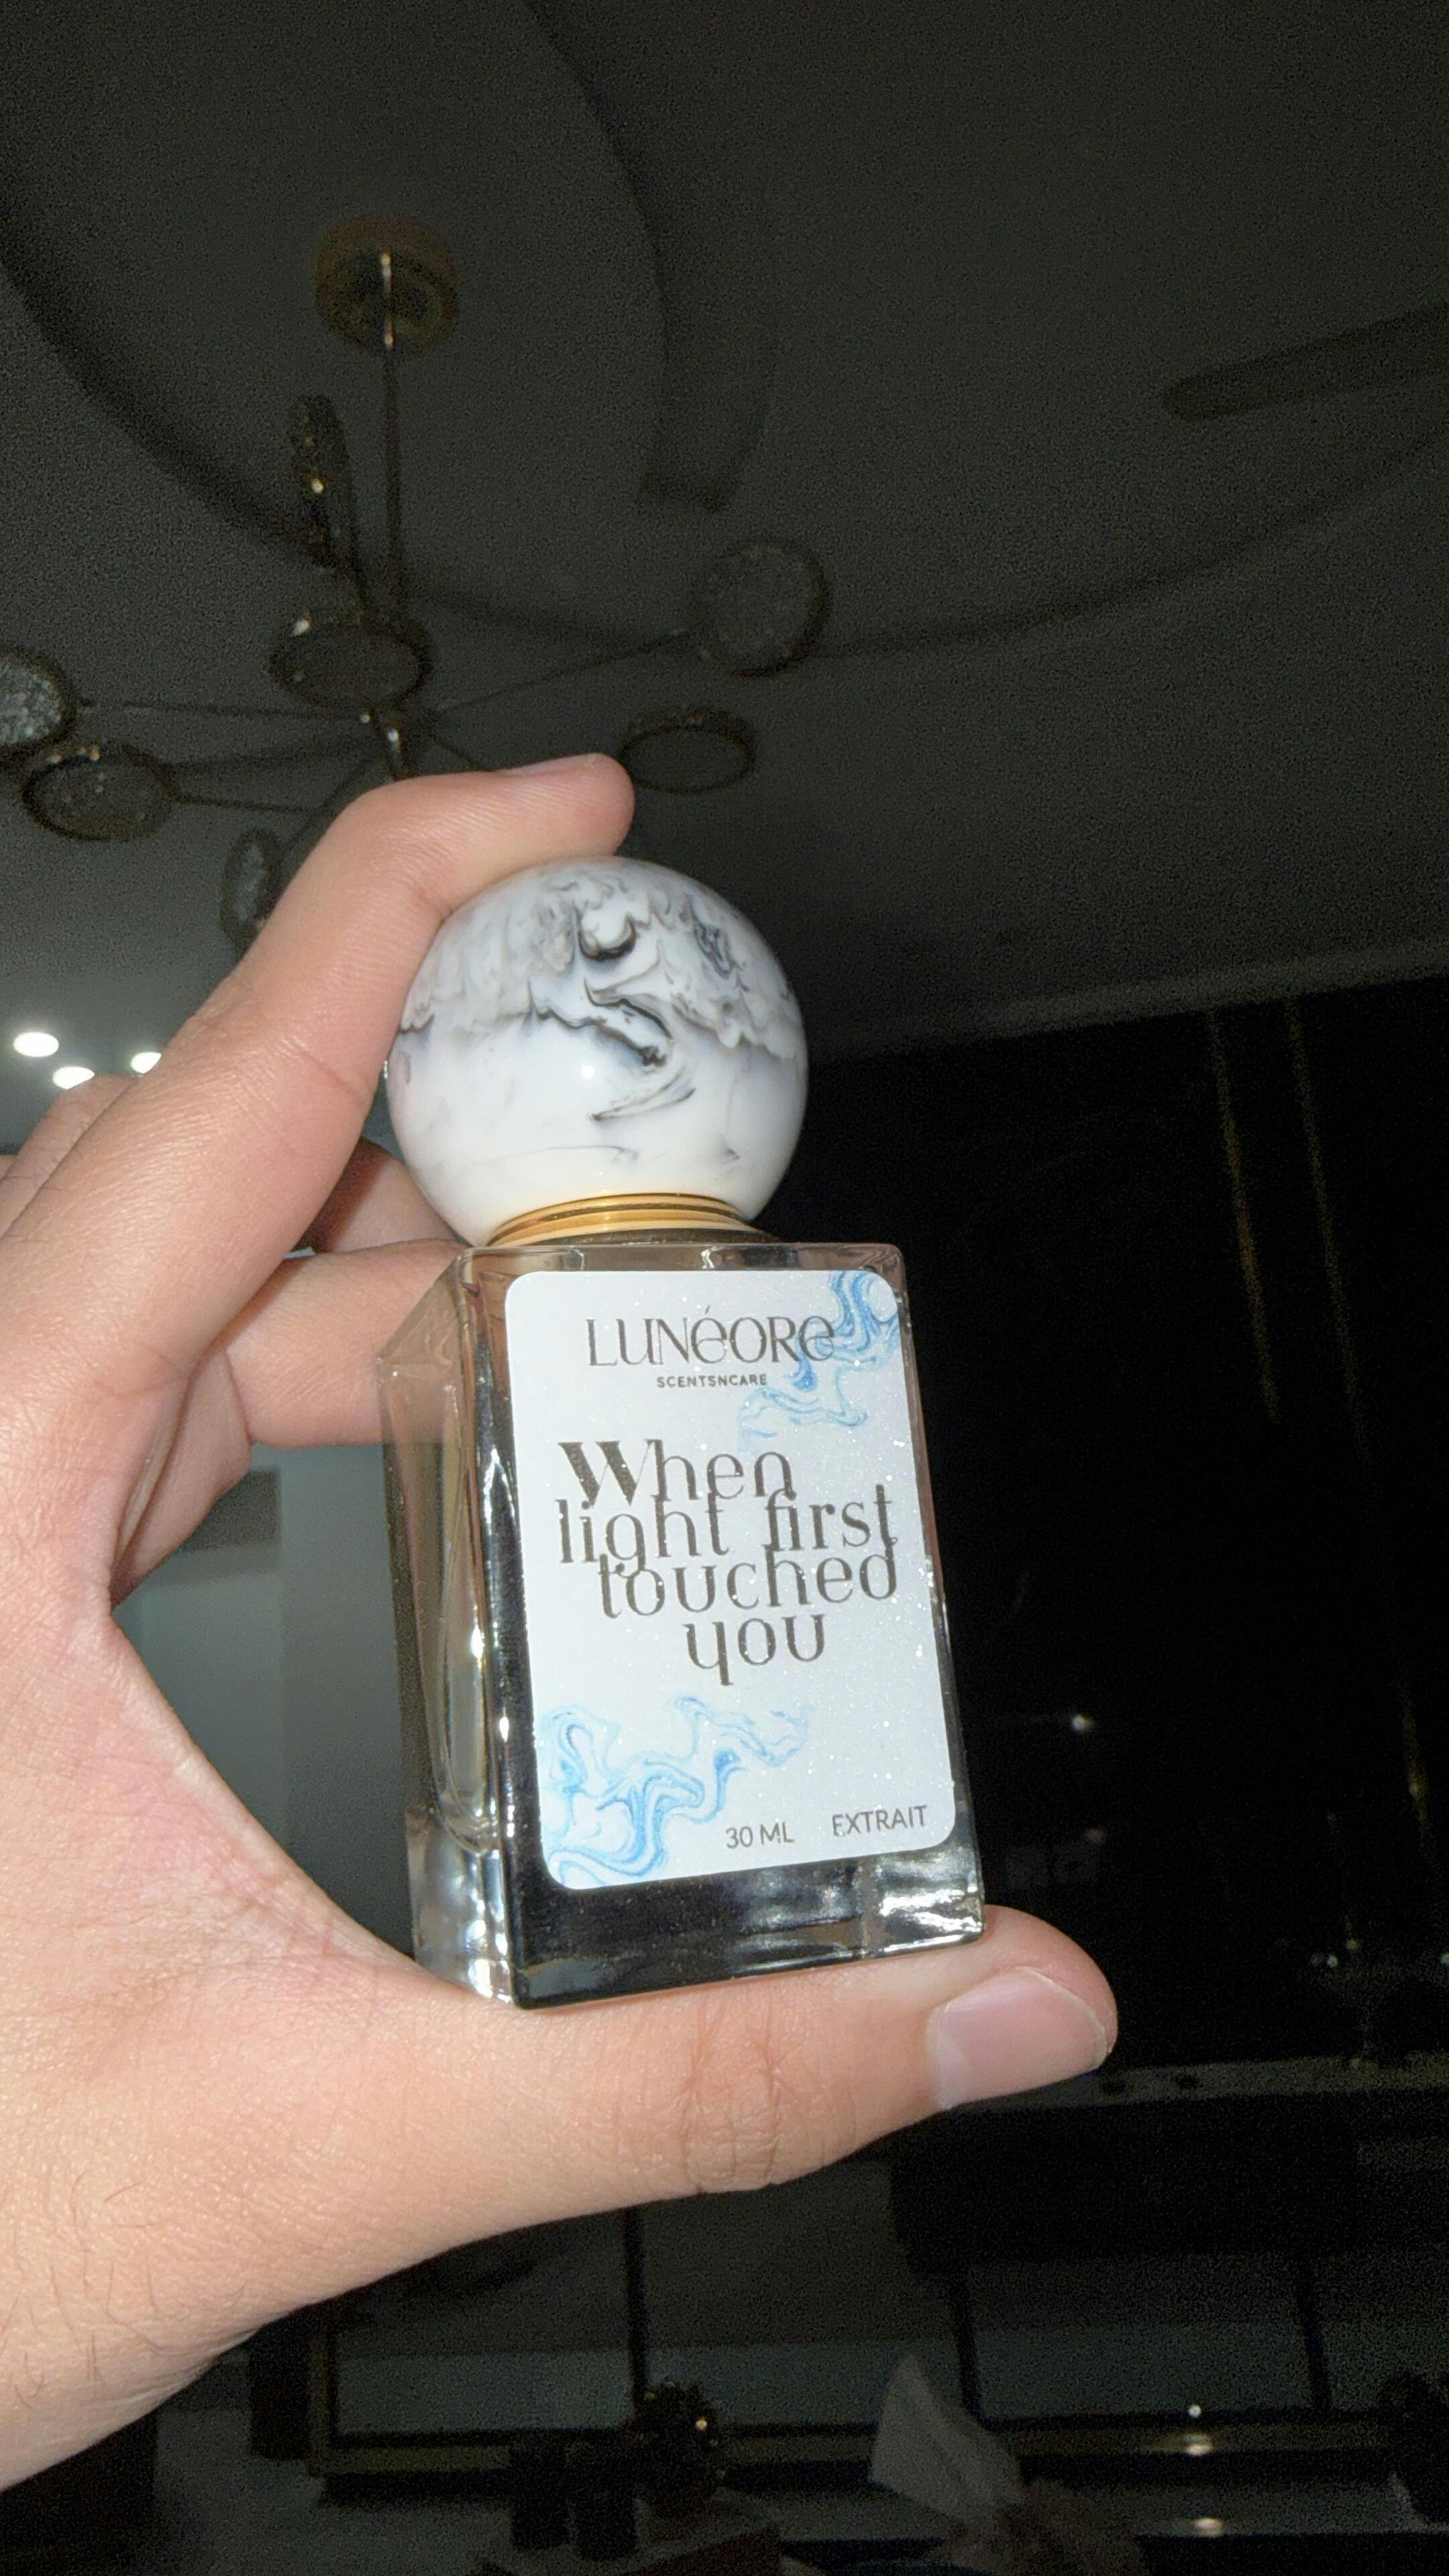 LUNéORe
SCENTSNCARE
When
light first
touched
you
30 ML EXTRAIT